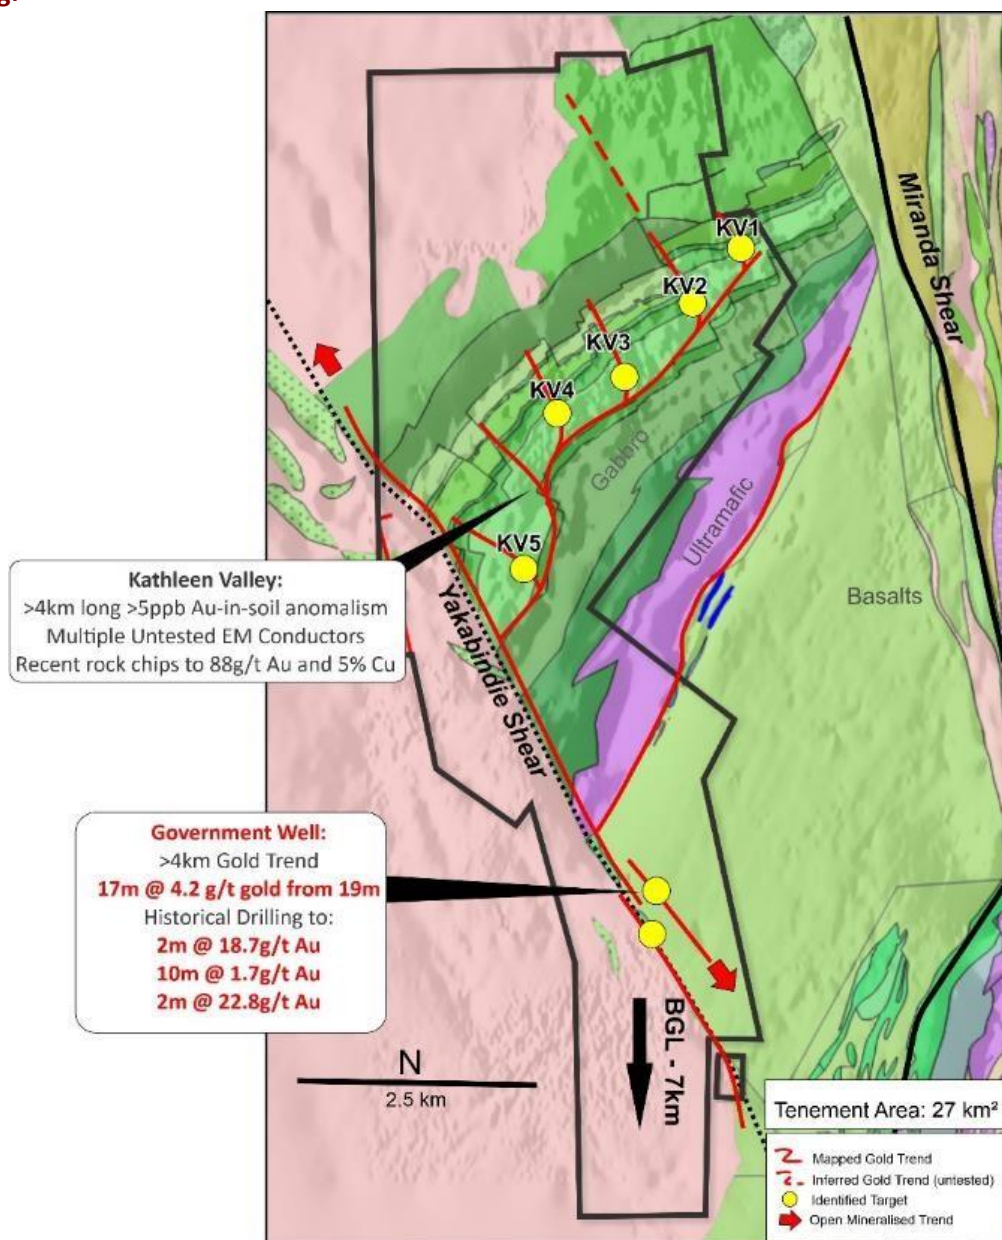 KV1
KV2
KV3
KV4
KV5
Miranda Shear
Gabbro
Ultramafic
Basalts
Yakabindie Shear
Kathleen Valley:
>4km long >5ppb Au-in-soil anomalism
Multiple Untested EM Conductors
Recent rock chips to 88g/t Au and 5% Cu
Government Well:
>4km Gold Trend
17m @ 4.2 g/t gold from 19m
Historical Drilling to:
2m @ 18.7g/t Au
10m @ 1.7g/t Au
2m @ 22.8g/t Au
BGL - 7km
N
2.5 km
Tenement Area: 27 km²
Mapped Gold Trend
Inferred Gold Trend (untested)
Identified Target
Open Mineralised Trend